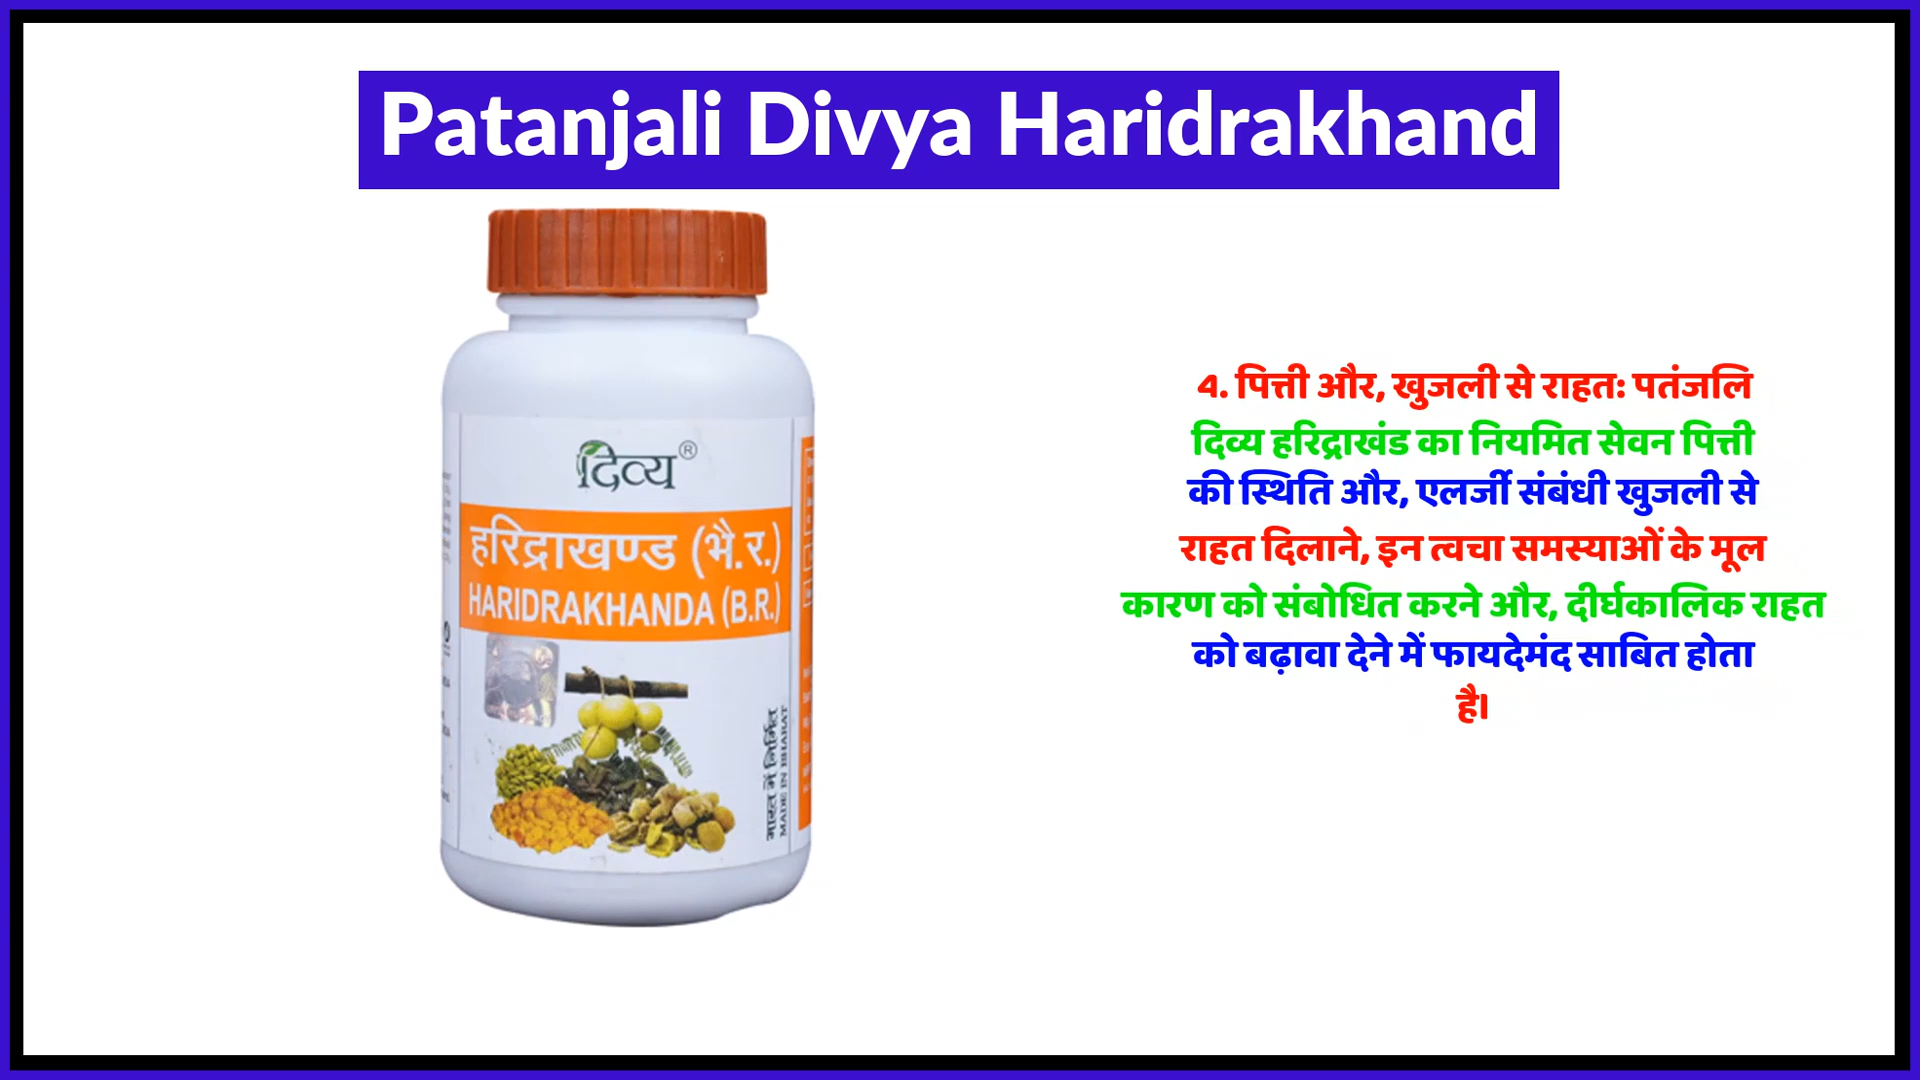 Patanjali Divya Haridrakhand
दिव्य®
हरिद्राखण्ड (भै.र.)
HARIDRAKHANDA (B.R.)
भारत में निर्मित
MADE IN BHARAT
4. पित्ती और, खुजली से राहत: पतंजलि
दिव्य हरिद्राखंड का नियमित सेवन पित्ती
की स्थिति और, एलर्जी संबंधी खुजली से
राहत दिलाने, इन त्वचा समस्याओं के मूल
कारण को संबोधित करने और, दीर्घकालिक राहत
को बढ़ावा देने में फायदेमंद साबित होता
है।